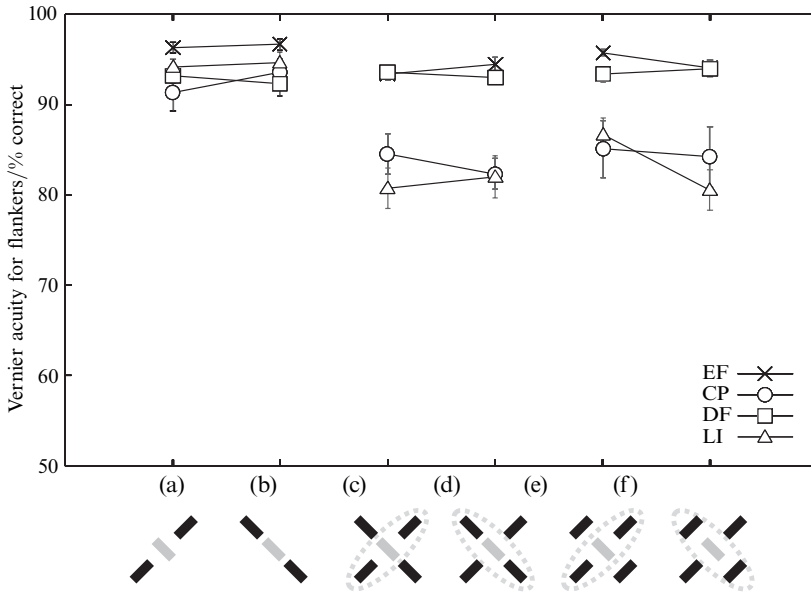 Vernier acuity for flankers/% correct
100
90
80
70
60
50
EF
CP
DF
LI
(a) (b) (c) (d) (e) (f)